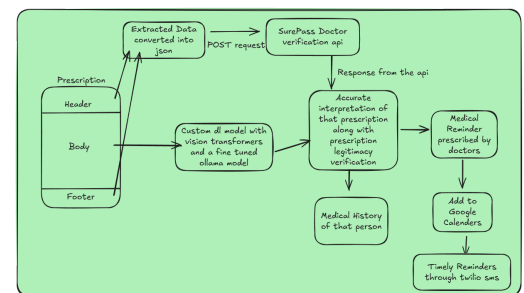 Extracted Data
converted into
json
POST request
SurePass Doctor
verification api
Response from the api
Prescription
Header
Body
Footer
Custom dl model with
vision transformers
and a fine tuned
ollama model
Accurate
interpretation of
that prescription
along with
prescription
legitimacy
verification
Medical
Reminder
prescribed by
doctors
Medical History
of that person
Add to
Google
Calenders
Timely Reminders
through twilio sms